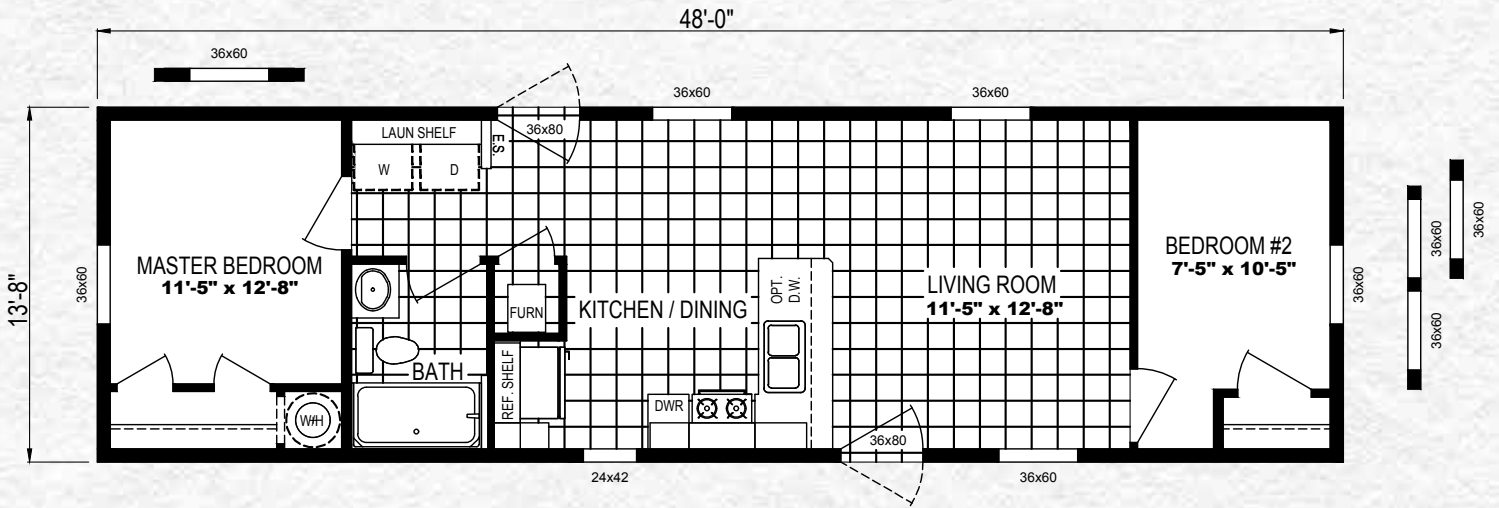 48'-0"
36x60
36x60
36x60
13'-8"
36x80
LAUN SHELF
E.S.
W
D
MASTER BEDROOM
11'-5" x 12'-8"
36x60
FURN
KITCHEN / DINING
OPT.
D.W.
LIVING ROOM
11'-5" x 12'-8"
BEDROOM #2
7'-5" x 10'-5"
36x60
36x60
36x60
36x60
BATH
REF. SHELF
DWR
W/H
36x80
24x42
36x60